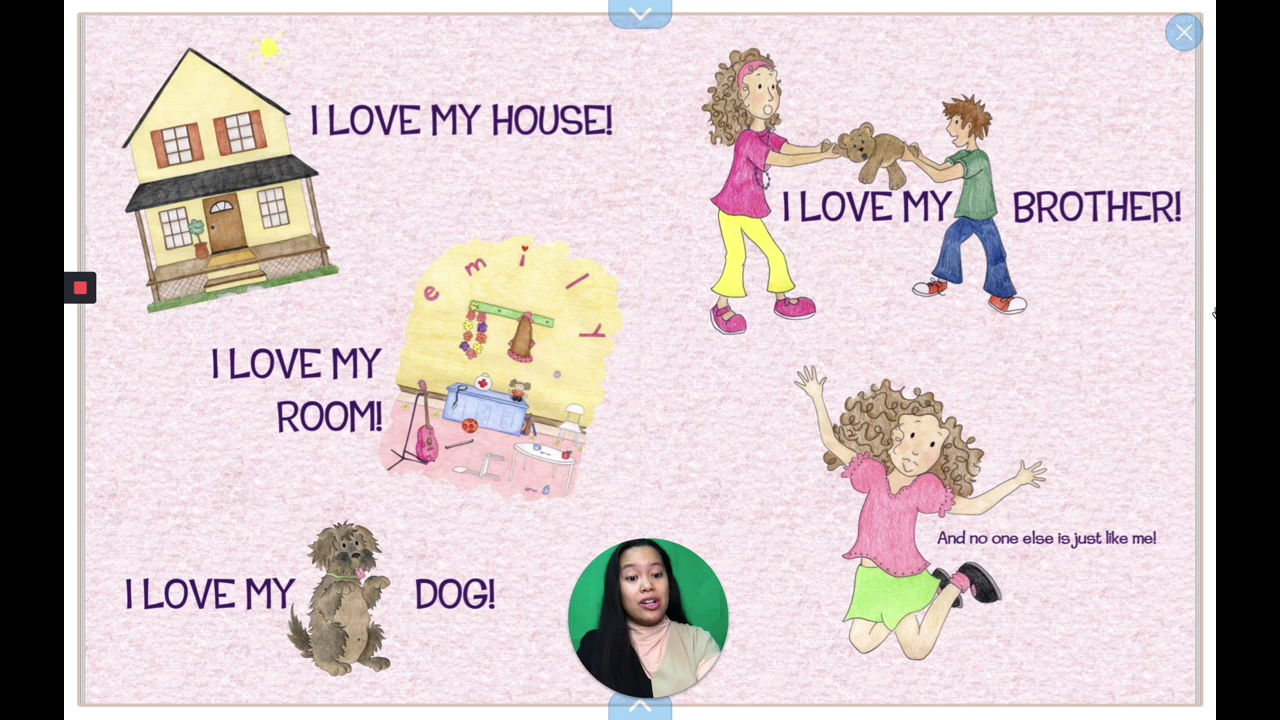 I LOVE MY HOUSE!
emily
I LOVE MY
ROOM!
I LOVE MY DOG!
I LOVE MY BROTHER!
And no one else is just like me!